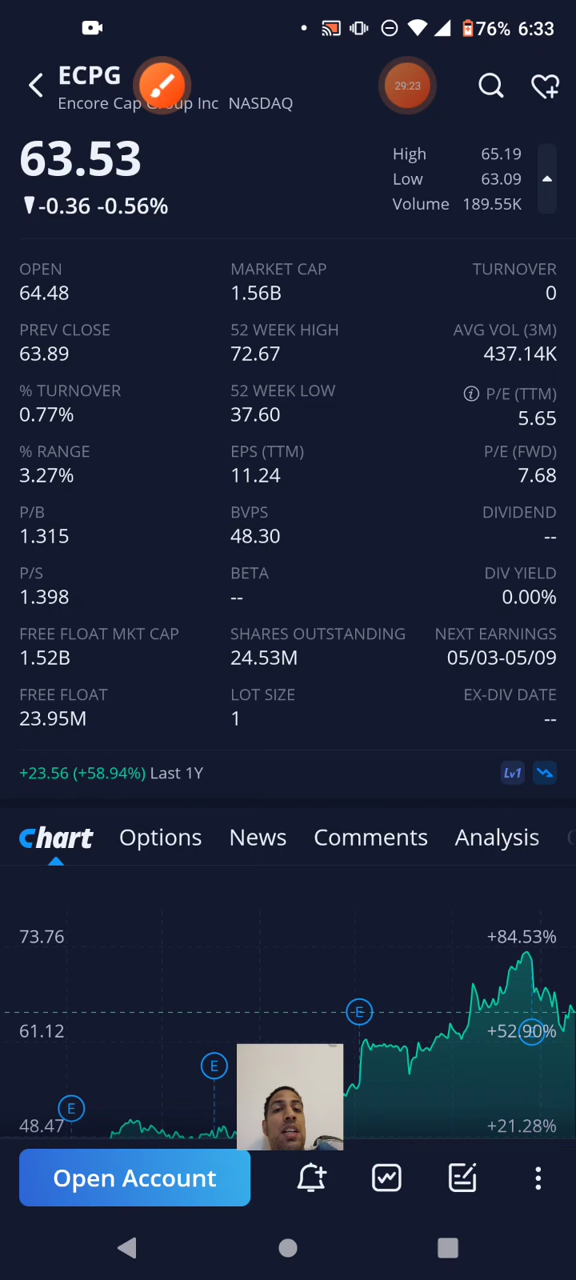 76% 6:33
ECPG
29:23
Encore Cap Group Inc NASDAQ
63.53
-0.36 -0.56%
High 65.19
Low 63.09
Volume 189.55K
OPEN MARKET CAP TURNOVER
64.48 1.56B 0
PREV CLOSE 52 WEEK HIGH AVG VOL (3M)
63.89 72.67 437.14K
% TURNOVER 52 WEEK LOW P/E (TTM)
0.77% 37.60 5.65
% RANGE EPS (TTM) P/E (FWD)
3.27% 11.24 7.68
P/B BVPS DIVIDEND
1.315 48.30 --
P/S BETA DIV YIELD
1.398 -- 0.00%
FREE FLOAT MKT CAP SHARES OUTSTANDING NEXT EARNINGS
1.52B 24.53M 05/03-05/09
FREE FLOAT LOT SIZE EX-DIV DATE
23.95M 1 --
+23.56 (+58.94%) Last 1Y Lv1
Chart Options News Comments Analysis
73.76 +84.53%
E
61.12 +52.90%
E
E
48.47 +21.28%
Open Account